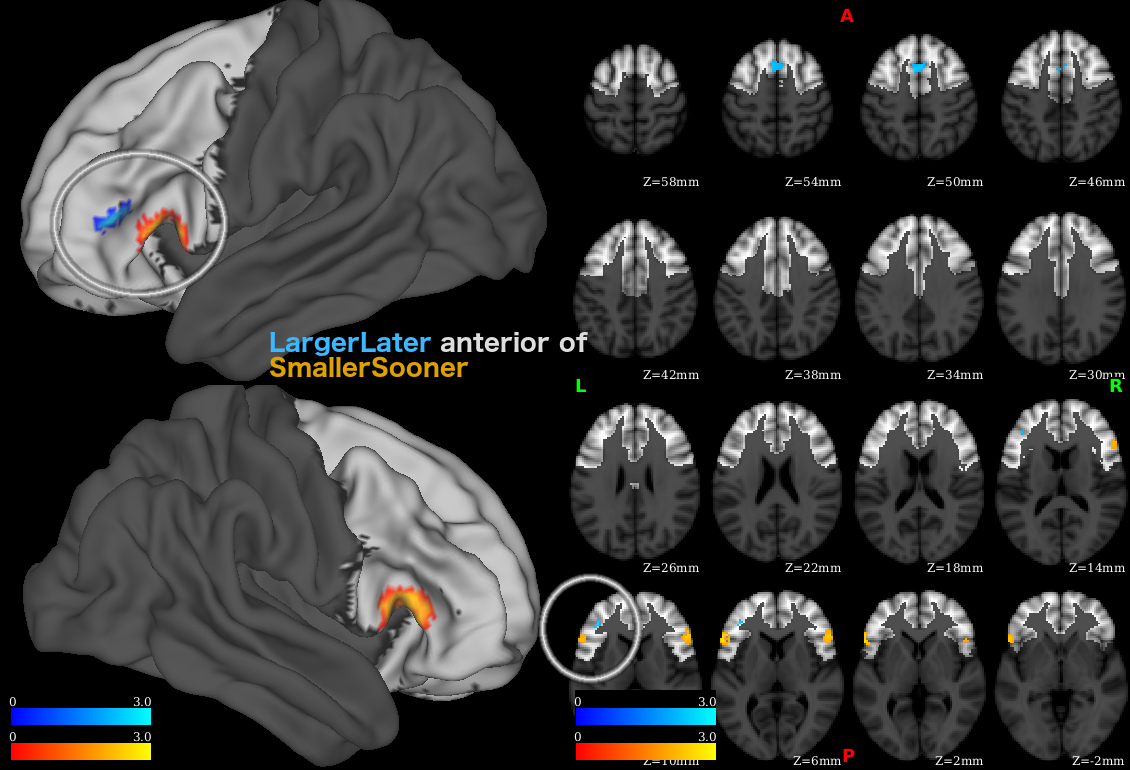 A
Z=58mm
Z=54mm
Z=50mm
Z=46mm
LargerLater anterior of
SmallerSooner
Z=42mm
Z=38mm
Z=34mm
Z=30mm
L
R
Z=26mm
Z=22mm
Z=18mm
Z=14mm
0 3.0
0 3.0
0 3.0
0 3.0
Z=10mm
Z=6mm
P
Z=2mm
Z=-2mm